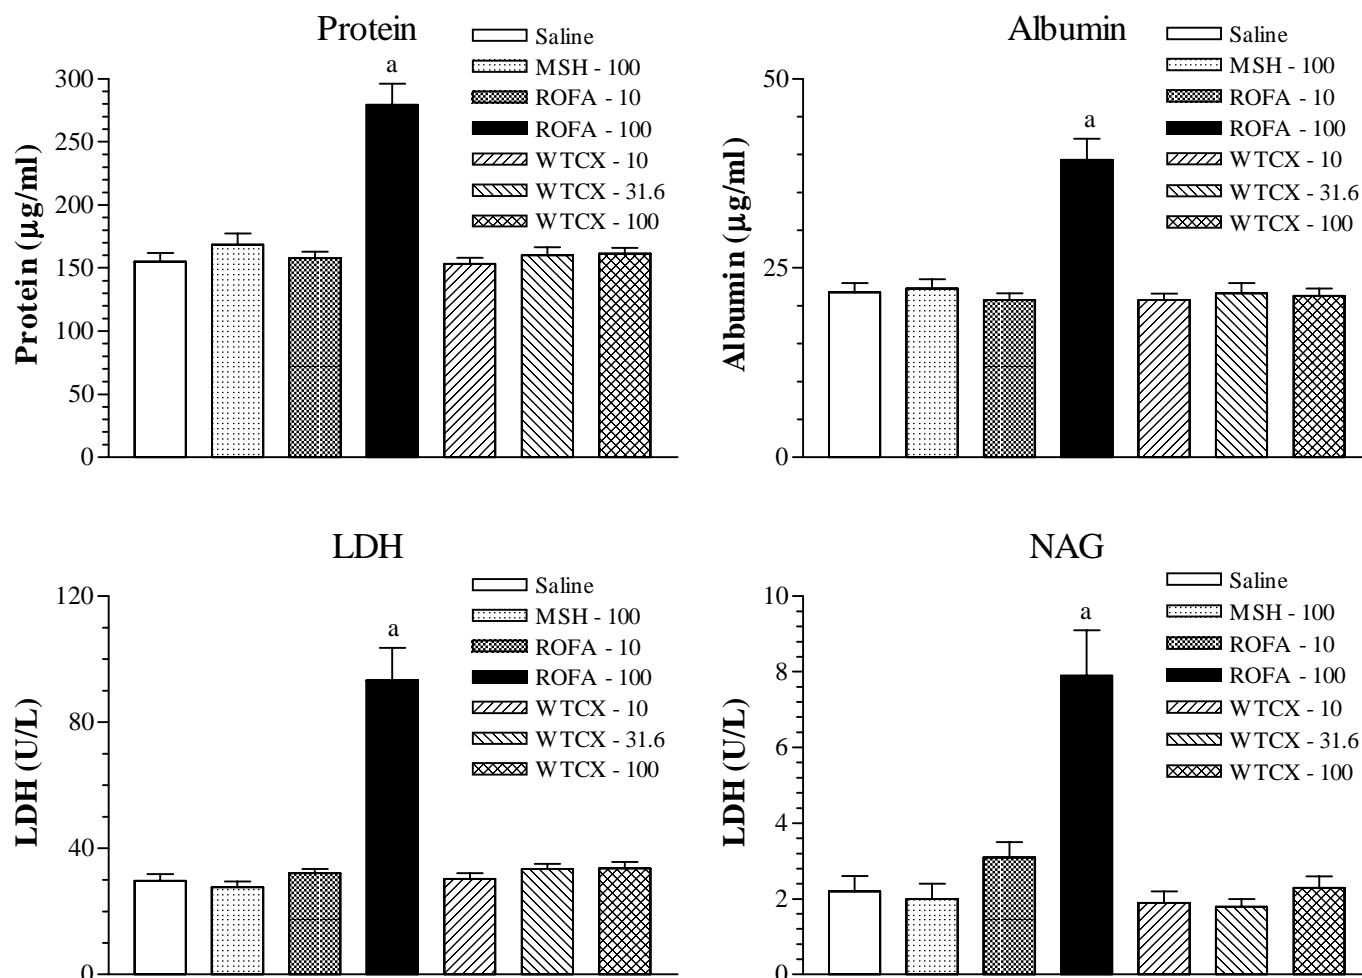 Protein
Saline
MSH - 100
ROFA - 10
ROFA - 100
WTCX - 10
WTCX - 31.6
WTCX - 100
a
300
250
200
150
100
50
0
Protein (µg/ml)
Albumin
Saline
MSH - 100
ROFA - 10
ROFA - 100
WTCX - 10
WTCX - 31.6
WTCX - 100
a
50
25
0
Albumin (µg/ml)
LDH
Saline
MSH - 100
ROFA - 10
ROFA - 100
WTCX - 10
WTCX - 31.6
WTCX - 100
a
120
80
40
0
LDH (U/L)
NAG
Saline
MSH - 100
ROFA - 10
ROFA - 100
WTCX - 10
WTCX - 31.6
WTCX - 100
a
10
8
6
4
2
0
LDH (U/L)